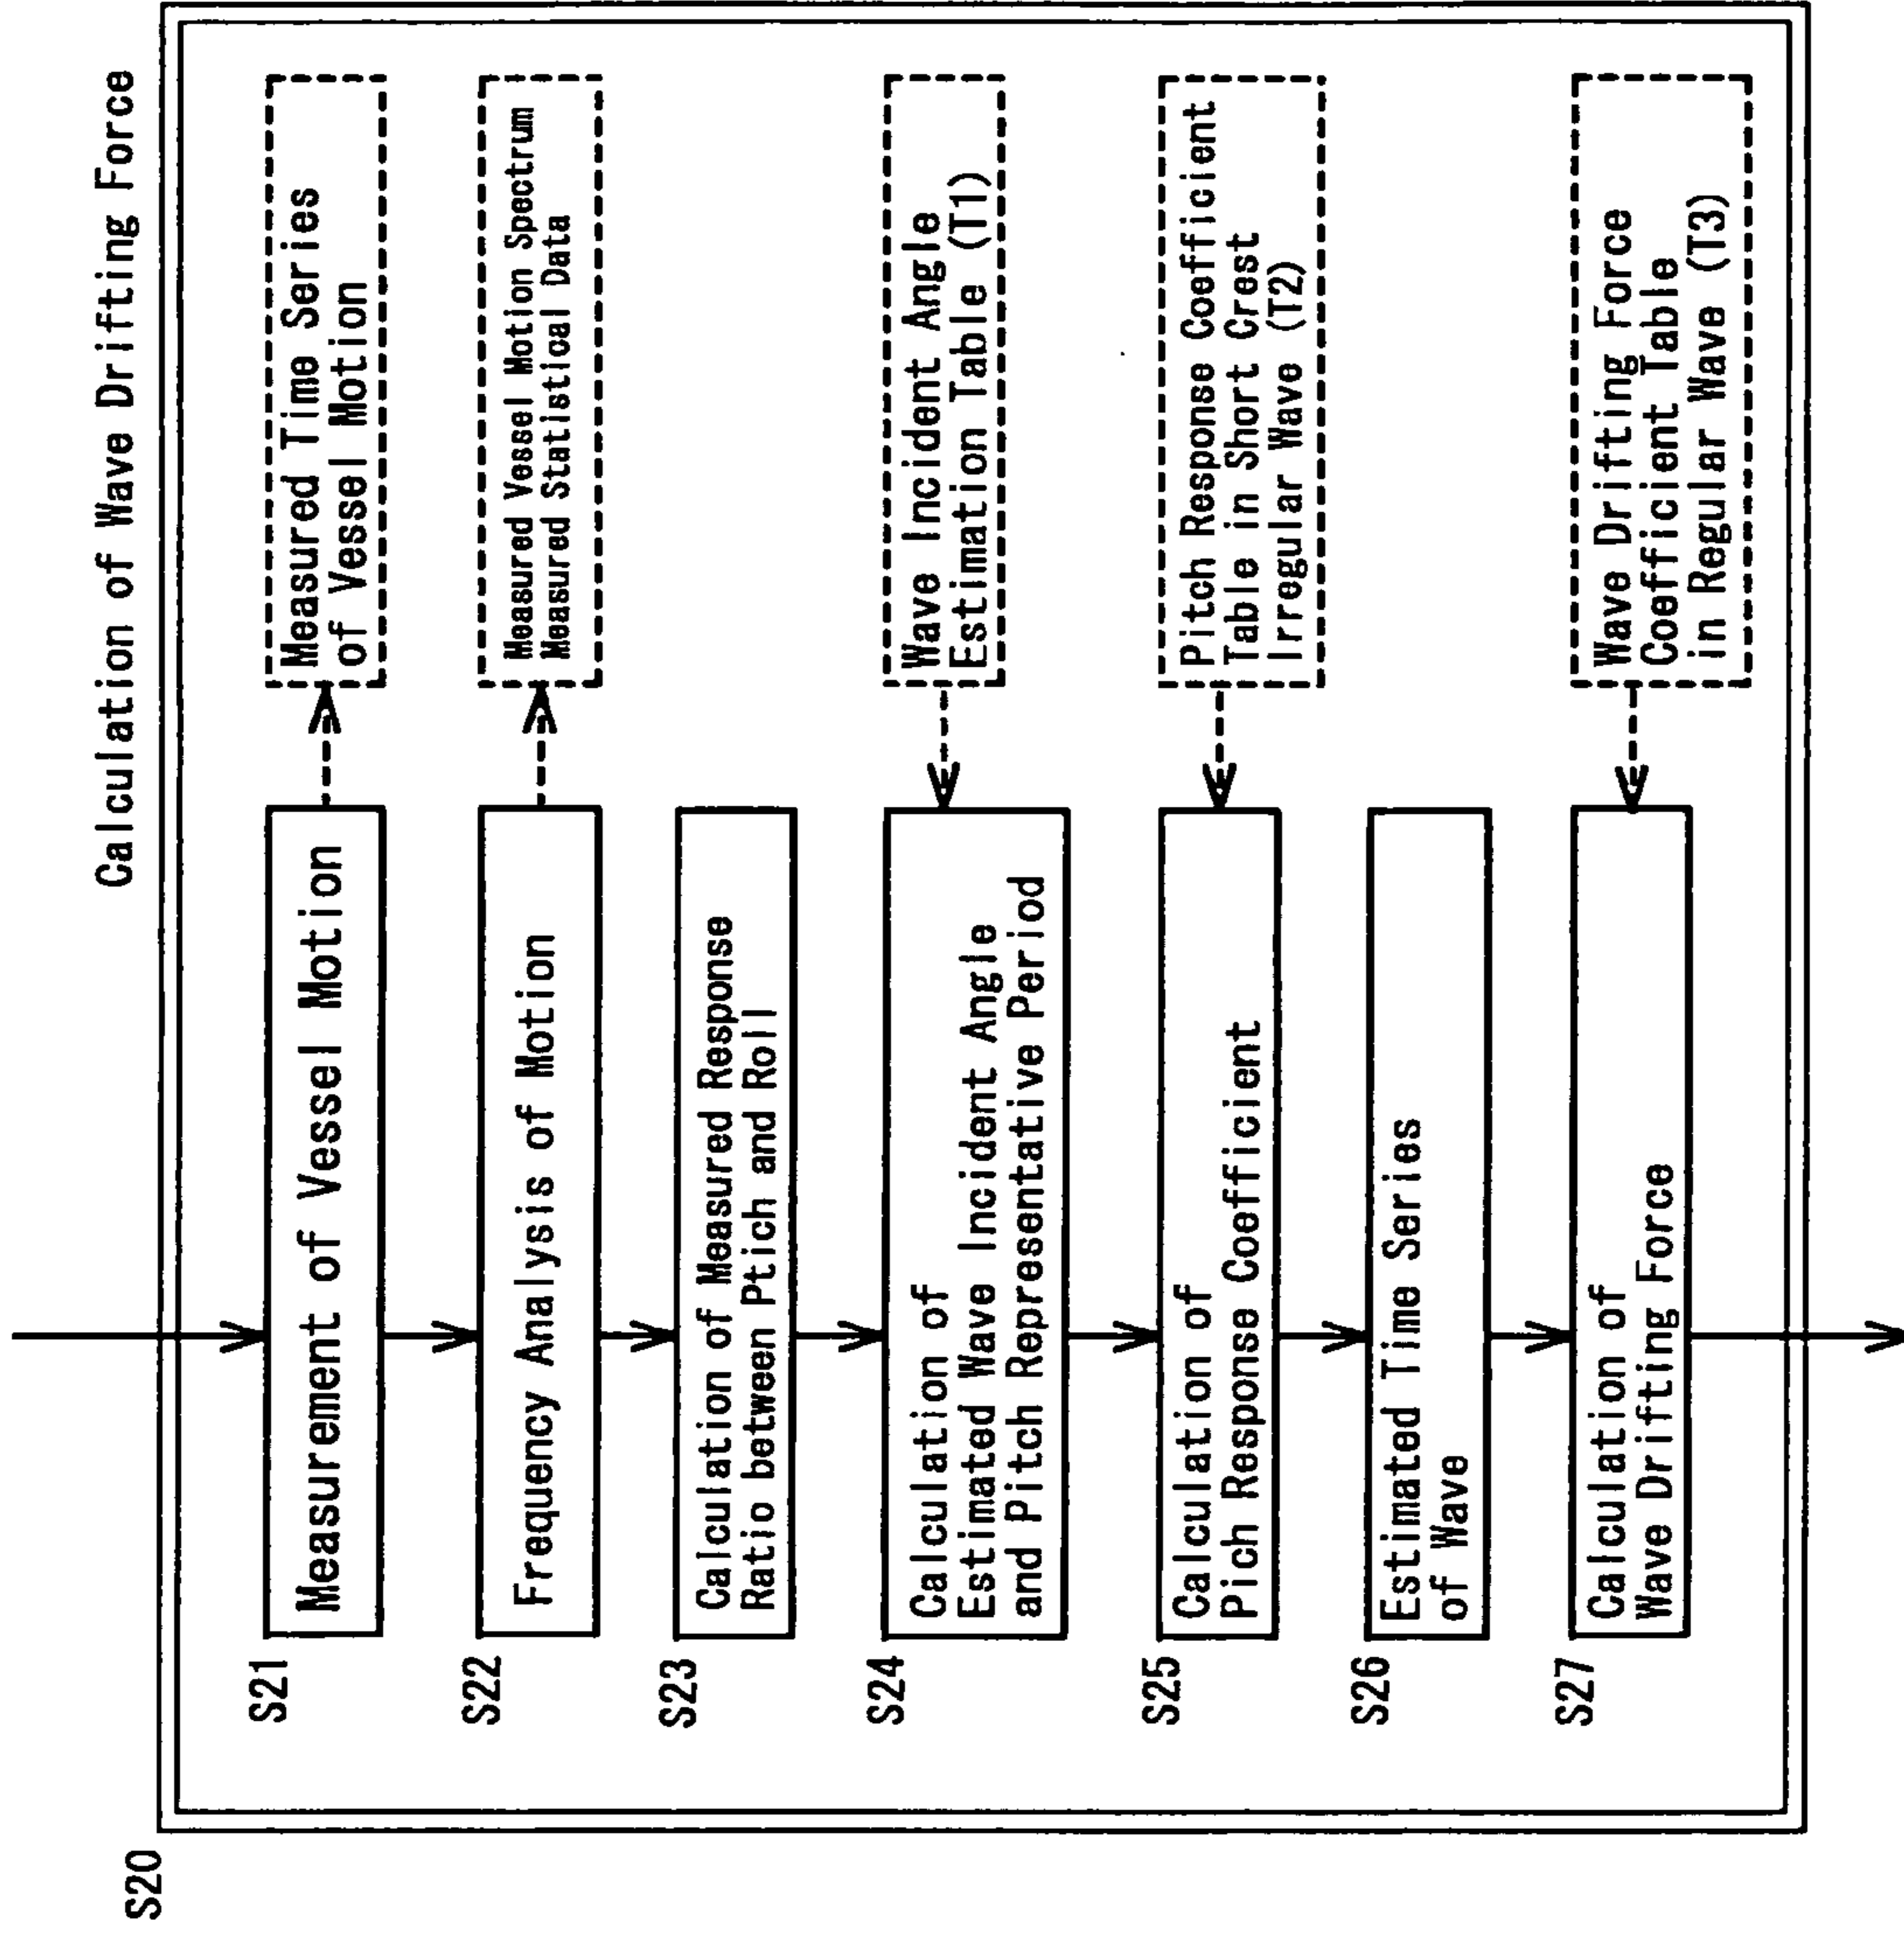 Calculation of Wave Drifting Force
S20
S21
Measurement of Vessel Motion
Measured Time Series
of Vessel Motion
S22
Frequency Analysis of Motion
Measured Vessel Motion Spectrum
Measured Statistical Data
S23
Calculation of Measured Response
Ratio between Ptich and Roll
S24
Calculation of
Estimated Wave Incident Angle
and Pitch Representative Period
Wave Incident Angle
Estimation Table (T1)
S25
Calculation of
Pich Response Coefficient
Pitch Response Coefficient
Table in Short Crest
Irregular Wave (T2)
S26
Estimated Time Series
of Wave
S27
Calculation of
Wave Drifting Force
Wave Drifting Force
Coefficient Table
in Regular Wave (T3)